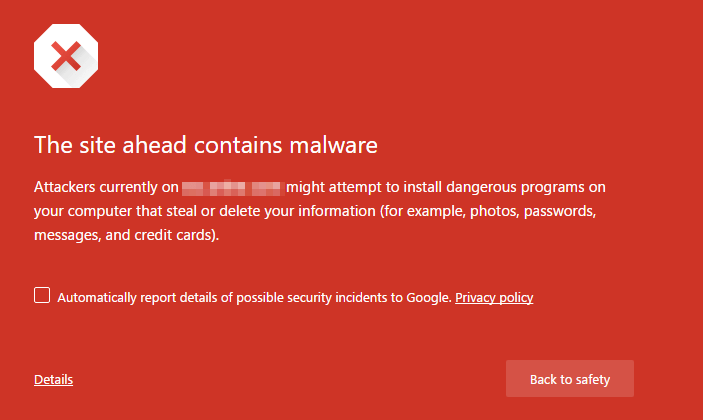 The site ahead contains malware
Attackers currently on might attempt to install dangerous programs on
your computer that steal or delete your information (for example, photos, passwords,
messages, and credit cards).
Automatically report details of possible security incidents to Google. Privacy policy
Details
Back to safety